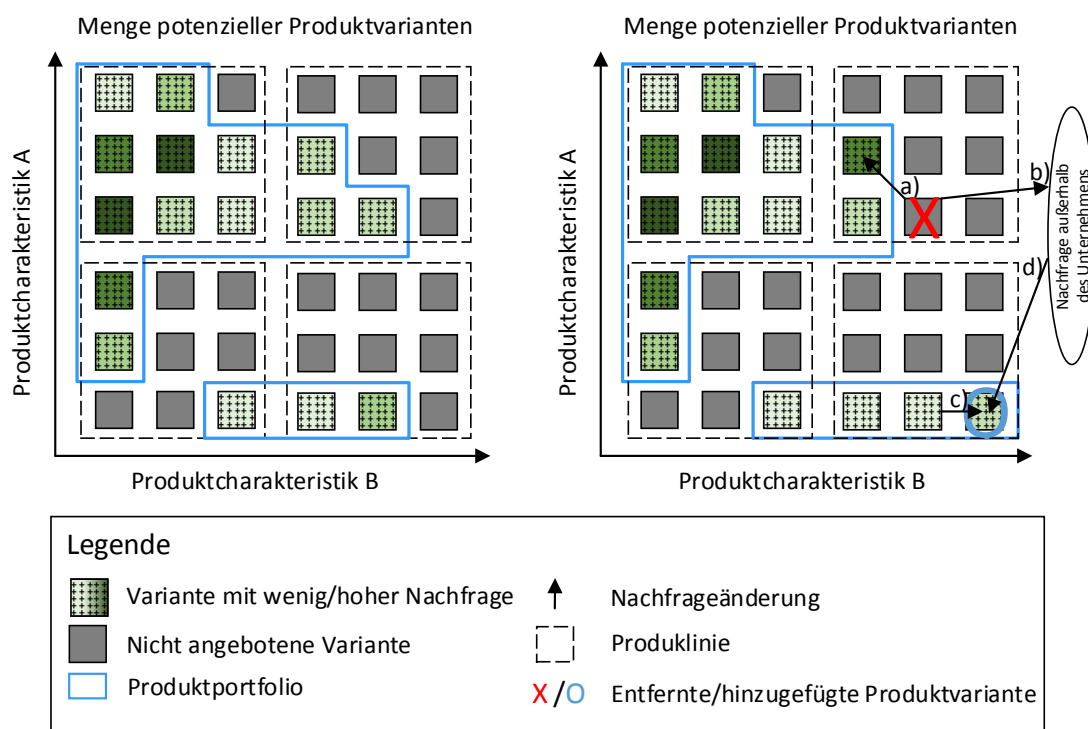 Menge potenzieller Produktvarianten
Produktcharakteristik A
Produktcharakteristik B
Menge potenzieller Produktvarianten
Produktcharakteristik A
a)
b)
c)
d)
Nachfrage außerhalb
des Unternehmens
Produktcharakteristik B
Legende
Variante mit wenig/hoher Nachfrage
Nicht angebotene Variante
Produktportfolio
Nachfrageänderung
Produklinie
X / O Entfernte/hinzugefügte Produktvariante